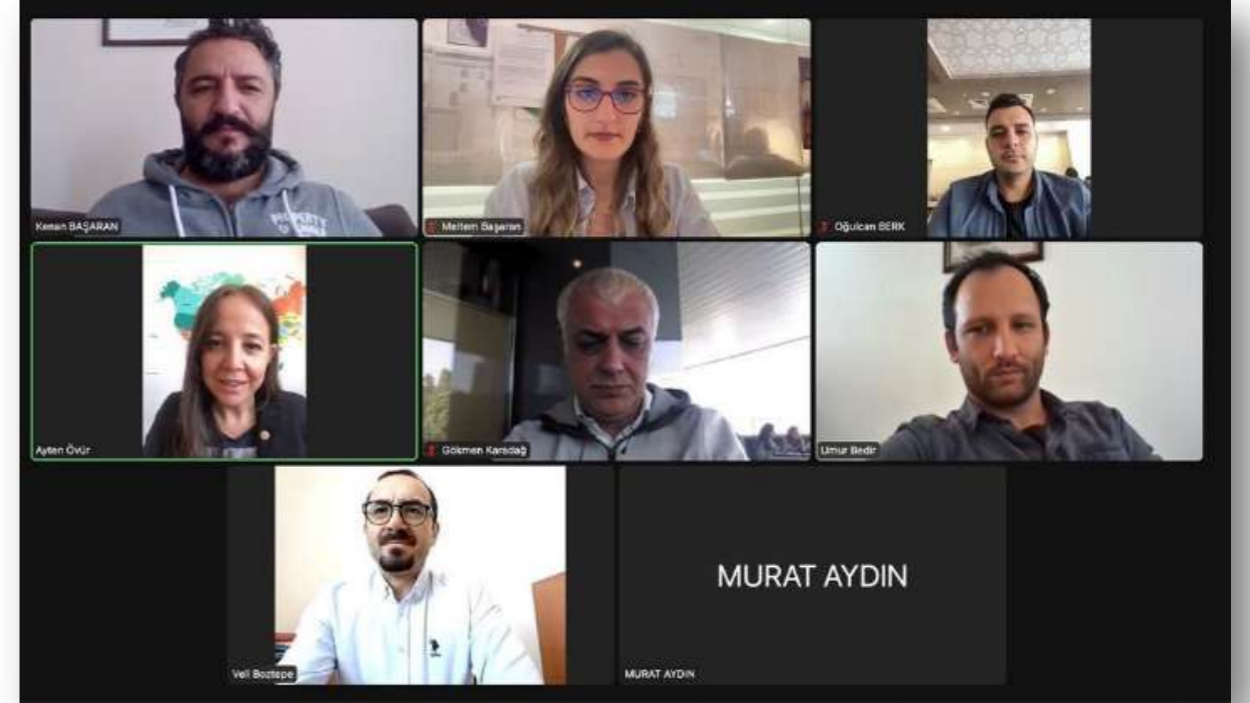 Kenan BAŞARAN
Meltem Başaran
Oğulcan BERK
Ayten Övür
Gökmen Karadağ
Umur Bedir
Veli Boztepe
MURAT AYDIN
MURAT AYDIN